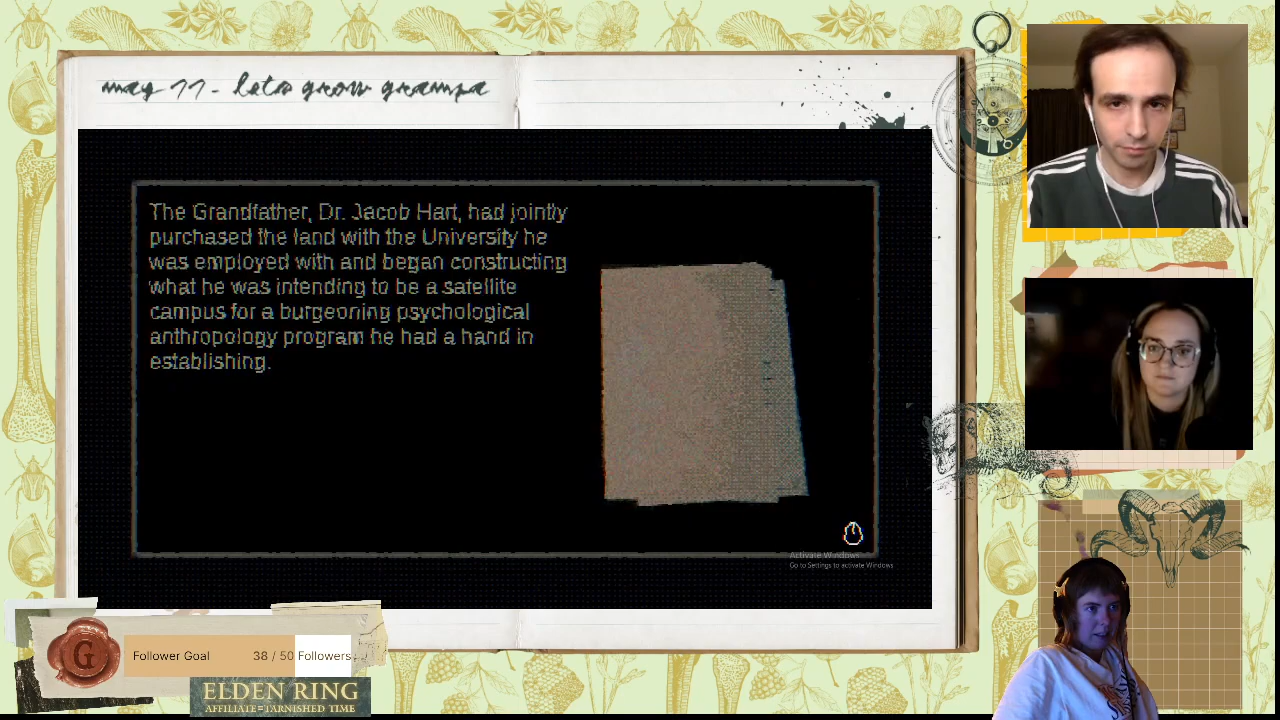 may 11 - lets grow grampa
The Grandfather, Dr. Jacob Hart, had jointly
purchased the land with the University he
was employed with and began constructing
what he was intending to be a satellite
campus for a burgeoning psychological
anthropology program he had a hand in
establishing.
Activate Windows
Go to Settings to activate Windows
G
Follower Goal 38 / 50 Followers
ELDEN RING
AFFILIATE=TARNISHED TIME